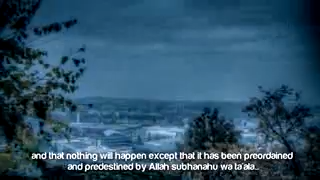 and that nothing will happen except that it has been preordained
and predestined by Allah subhanahu wa ta'ala..